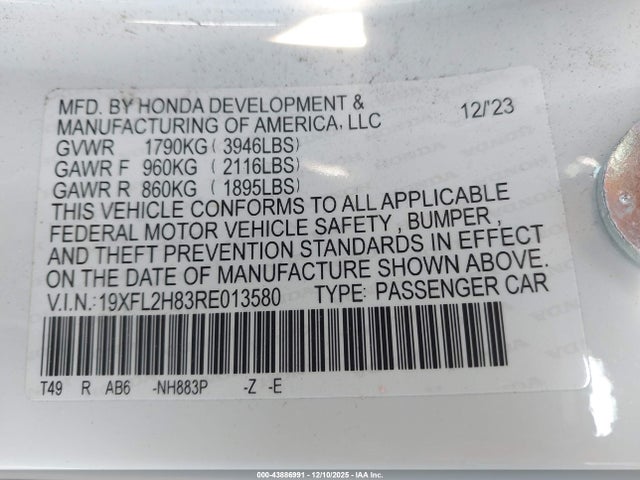 MFD. BY HONDA DEVELOPMENT & 12/'23
MANUFACTURING OF AMERICA, LLC
GVWR 1790KG ( 3946LBS)
GAWR F 960KG ( 2116LBS)
GAWR R 860KG ( 1895LBS)
THIS VEHICLE CONFORMS TO ALL APPLICABLE
FEDERAL MOTOR VEHICLE SAFETY , BUMPER ,
AND THEFT PREVENTION STANDARDS IN EFFECT
ON THE DATE OF MANUFACTURE SHOWN ABOVE.
V.I.N.:19XFL2H83RE013580 TYPE: PASSENGER CAR
T49 R AB6 -NH883P -Z -E
000-43886991 - 12/10/2025 - IAA Inc.